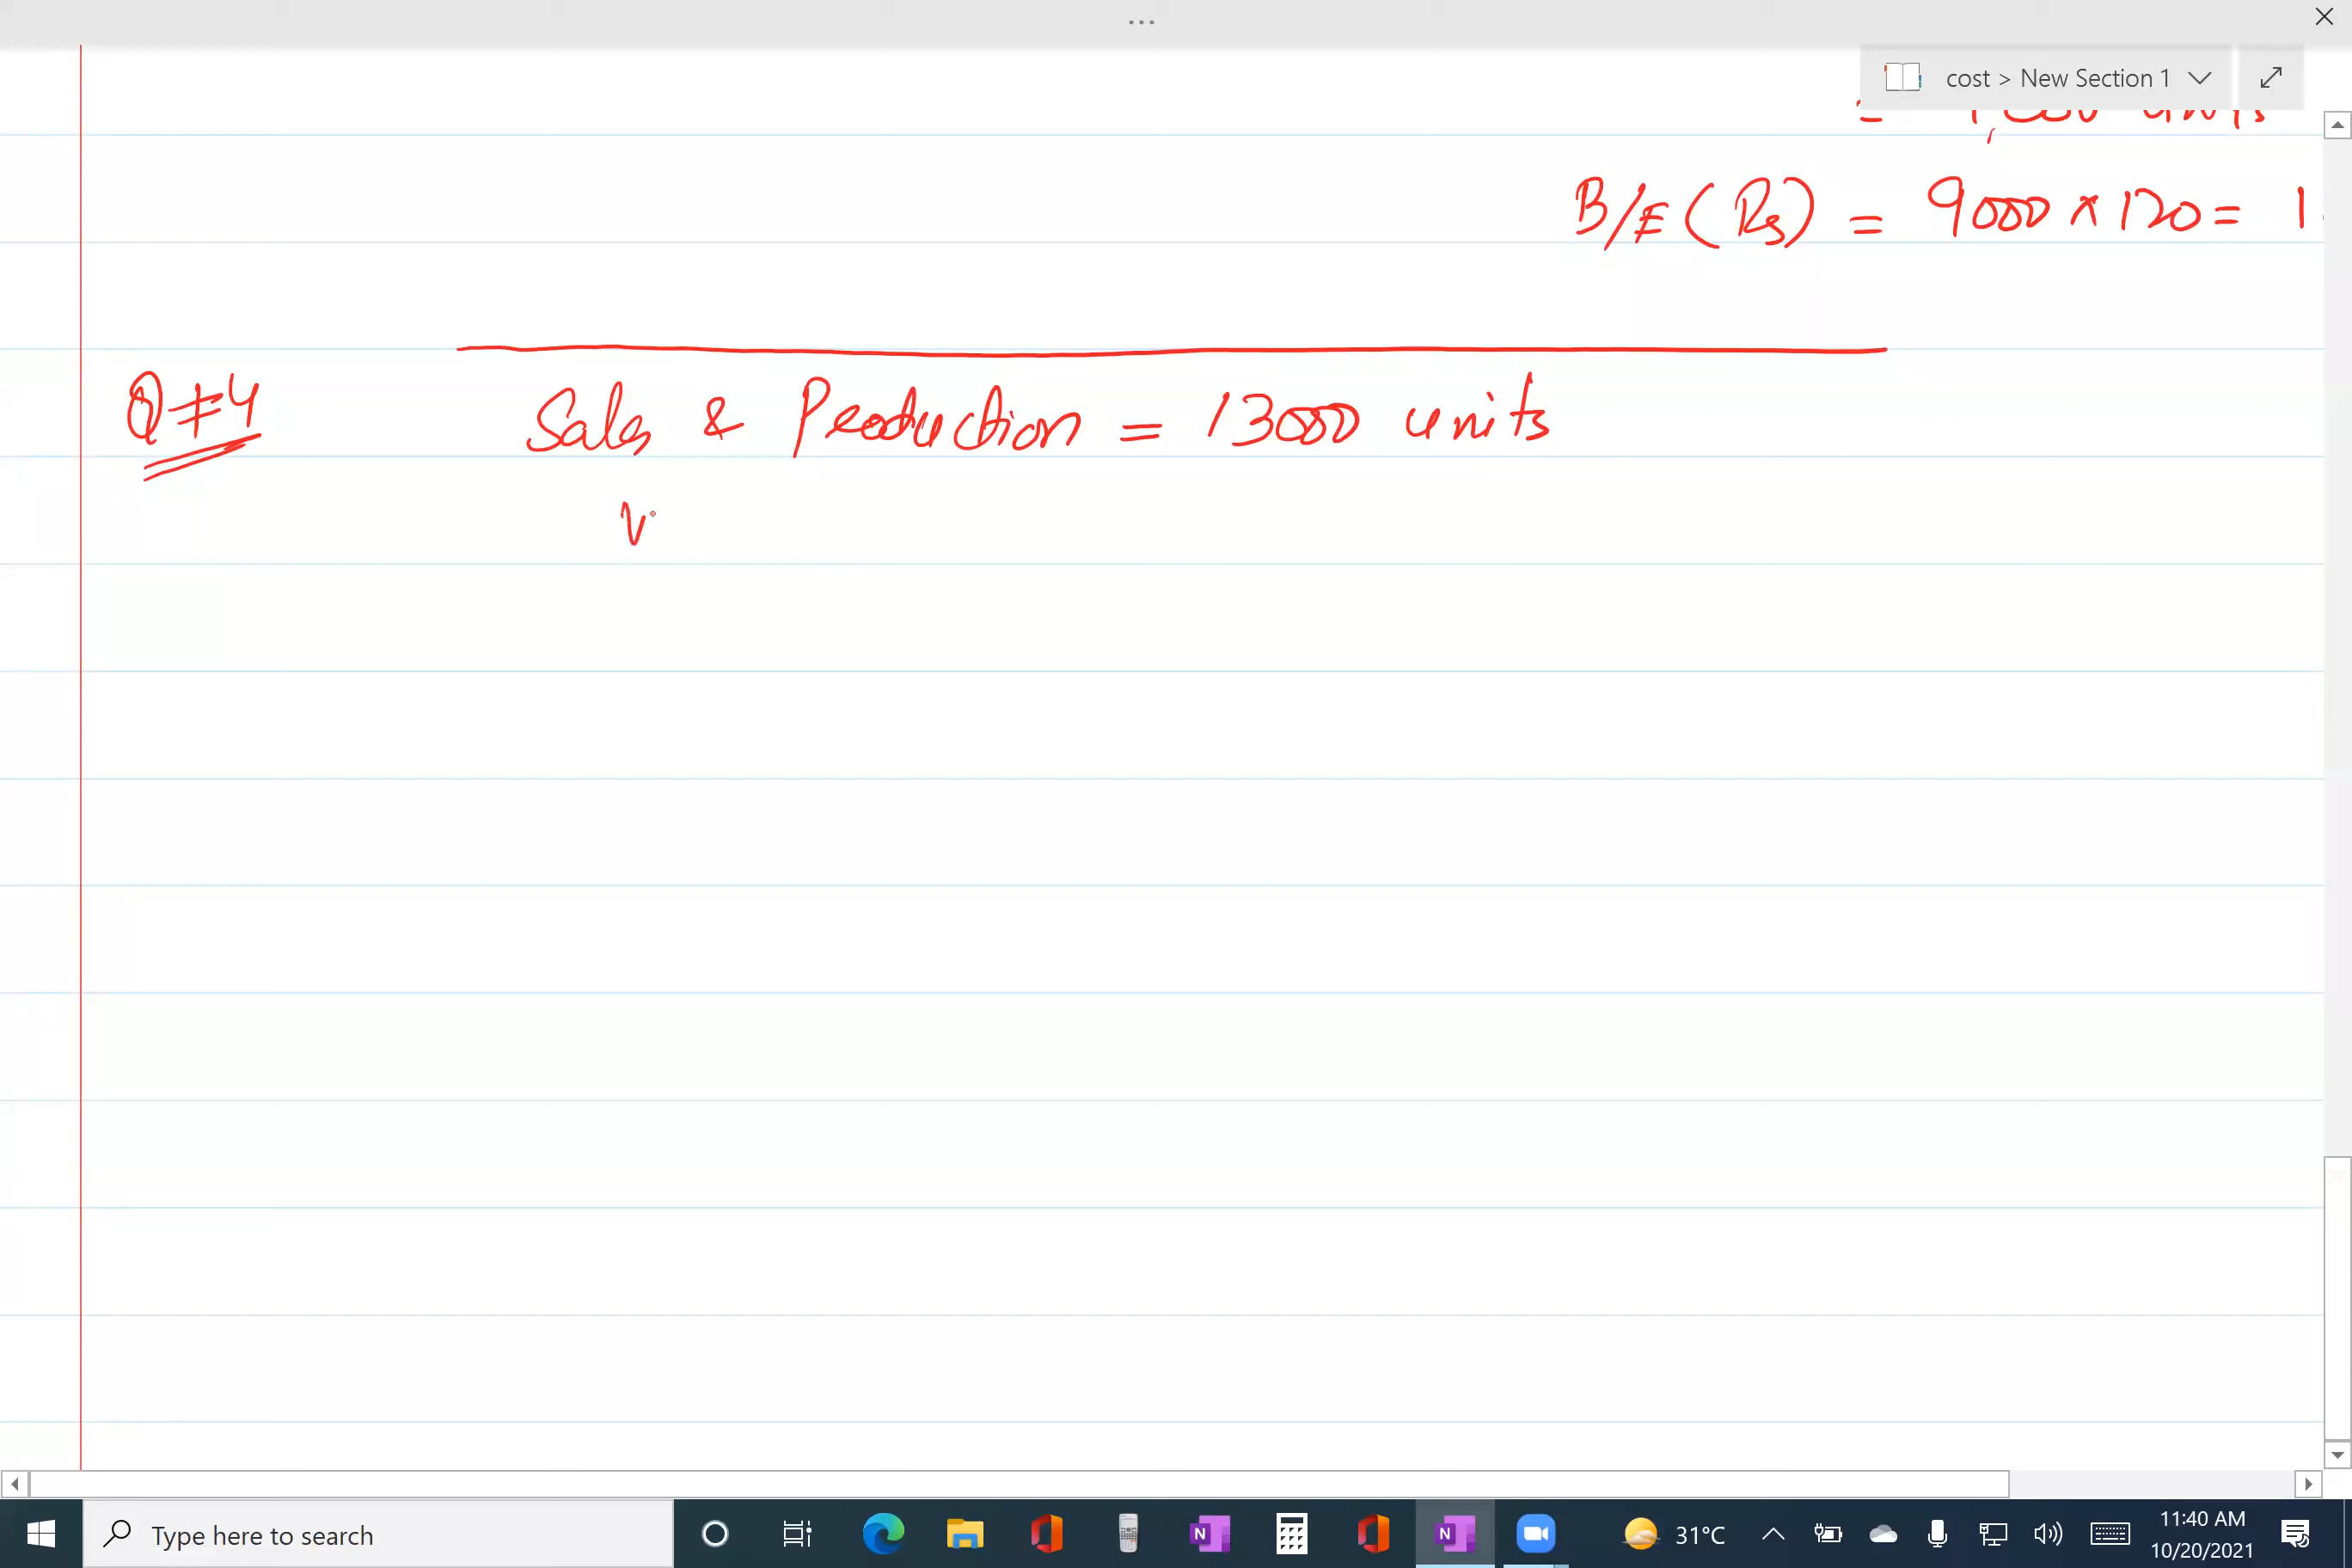 cost > New Section 1
units
B/E (Rs) = 9000 x 120 = 1
Q#4
Sales & Production = 13000 units
V
Type here to search
31°C
11:40 AM
10/20/2021